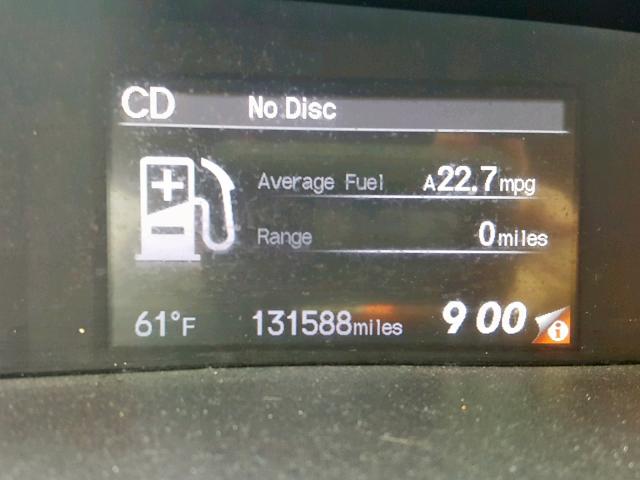 CD No Disc
Average Fuel A22.7mpg
Range 0miles
61°F 131588miles 9 00 i